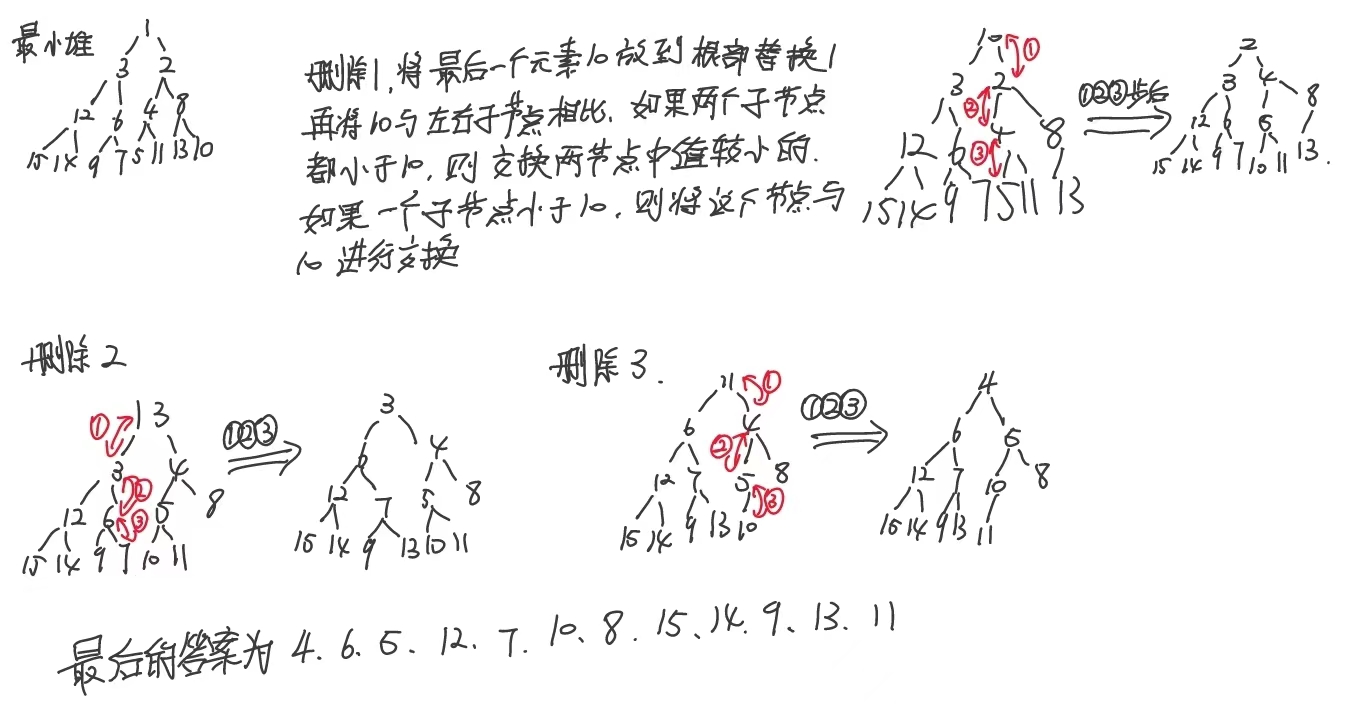 最小堆
1
3 2
12 6 4 8
15 14 9 7 5 11 13 10
删除1,将最后一个元素10放到根部替换1
再将10与左右子节点相比,如果两个子节点
都小于10,则交换两节点中值较小的.
如果一个子节点小于10,则将这个节点与
10进行交换
10 ①
3 2
② 4 8
12 6 ③
15 14 9 7 5 11 13
①②③步后
2
3 4
12 6 5 8
15 14 9 7 10 11 13.
删除2
① 13
3 4
② 8
12 6 ③ 5
15 14 9 7 10 11
①②③
3
6 4
12 7 5 8
15 14 9 13 10 11
删除3.
11 ①
6 ② 4
12 7 5 8
③
15 14 9 13 10
①②③
4
6 5
12 7 10 8
15 14 9 13 11
最后的答案为 4、6、5、12、7、10、8、15、14、9、13、11